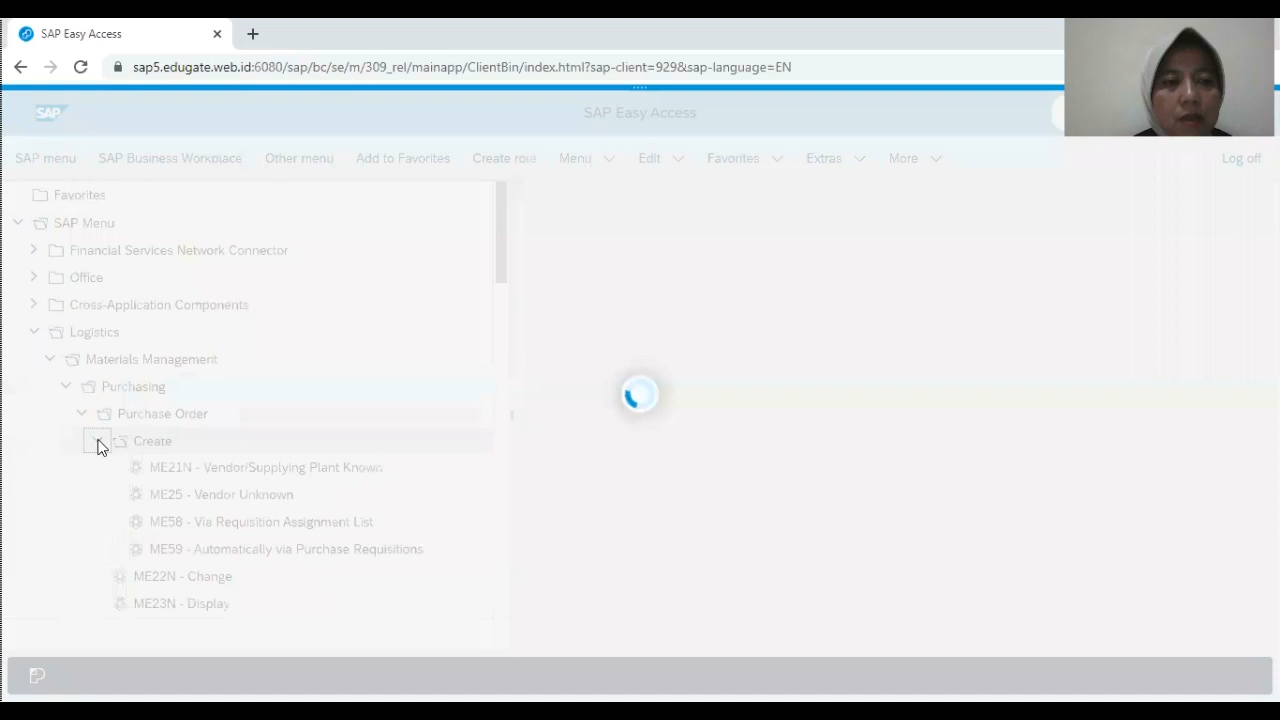 SAP Easy Access
sap5.edugate.web.id:6080/sap/bc/se/m/309_rel/mainapp/ClientBin/index.html?sap-client=929&sap-language=EN
SAP
SAP Easy Access
SAP menu SAP Business Workplace Other menu Add to Favorites Create role Menu Edit Favorites Extras More Log off
Favorites
SAP Menu
Financial Services Network Connector
Office
Cross-Application Components
Logistics
Materials Management
Purchasing
Purchase Order
Create
ME21N - Vendor/Supplying Plant Known
ME25 - Vendor Unknown
ME58 - Via Requisition Assignment List
ME59 - Automatically via Purchase Requisitions
ME22N - Change
ME23N - Display